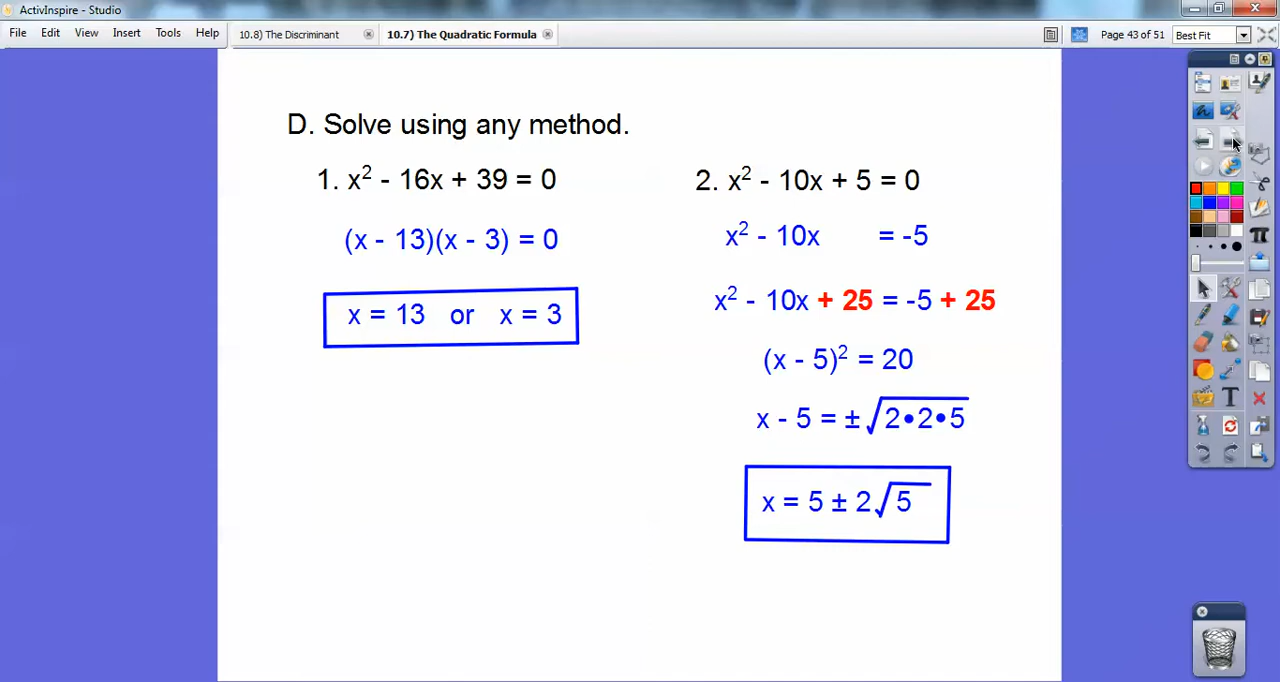 ActivInspire - Studio
File Edit View Insert Tools Help
10.8) The Discriminant
10.7) The Quadratic Formula
Page 43 of 51
Best Fit
D. Solve using any method.
1. x² - 16x + 39 = 0
(x - 13)(x - 3) = 0
x = 13 or x = 3
2. x² - 10x + 5 = 0
x² - 10x = -5
x² - 10x + 25 = -5 + 25
(x - 5)² = 20
x - 5 = ± √2•2•5
x = 5 ± 2√5